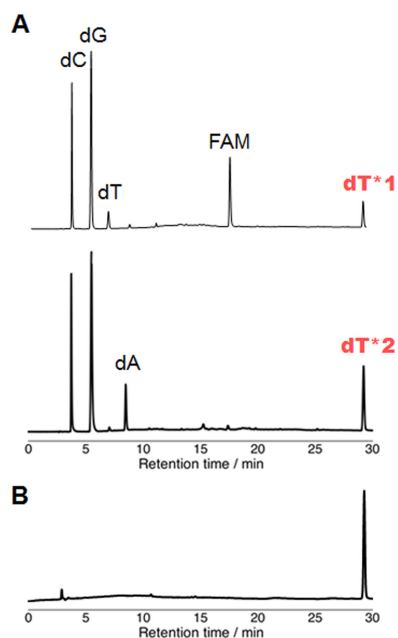 A
dG
dC
FAM
dT
dT*1
dT*2
dA
0 5 10 15 20 25 30
Retention time / min
B
0 5 10 15 20 25 30
Retention time / min